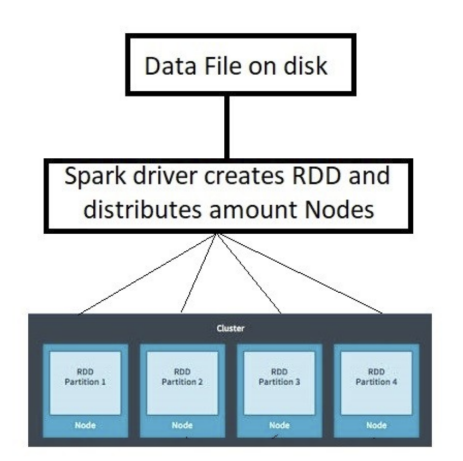 Data File on disk
Spark driver creates RDD and
distributes amount Nodes
Cluster
RDD
Partition 1
RDD
Partition 2
RDD
Partition 3
RDD
Partition 4
Node
Node
Node
Node